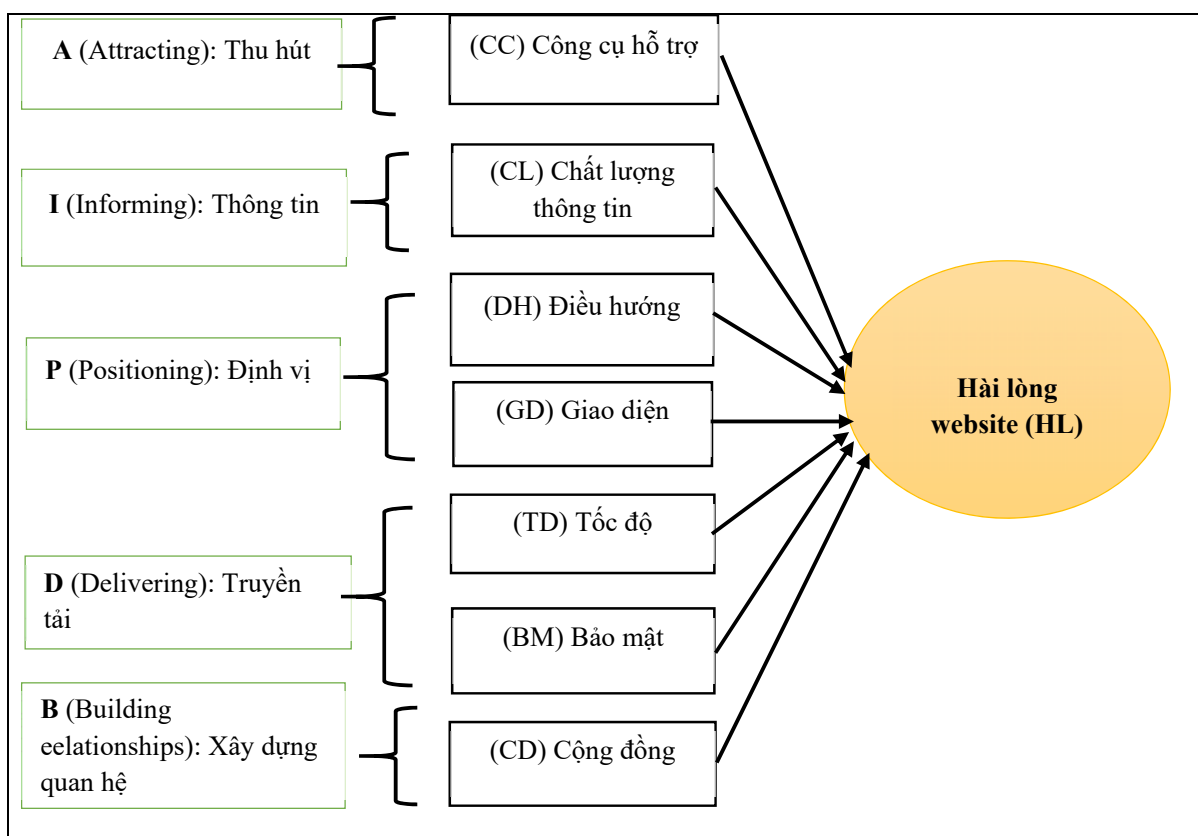 A (Attracting): Thu hút
(CC) Công cụ hỗ trợ
I (Informing): Thông tin
(CL) Chất lượng
thông tin
P (Positioning): Định vị
(DH) Điều hướng
(GD) Giao diện
D (Delivering): Truyền
tải
(TD) Tốc độ
(BM) Bảo mật
B (Building
eelationships): Xây dựng
quan hệ
(CD) Cộng đồng
Hài lòng
website (HL)